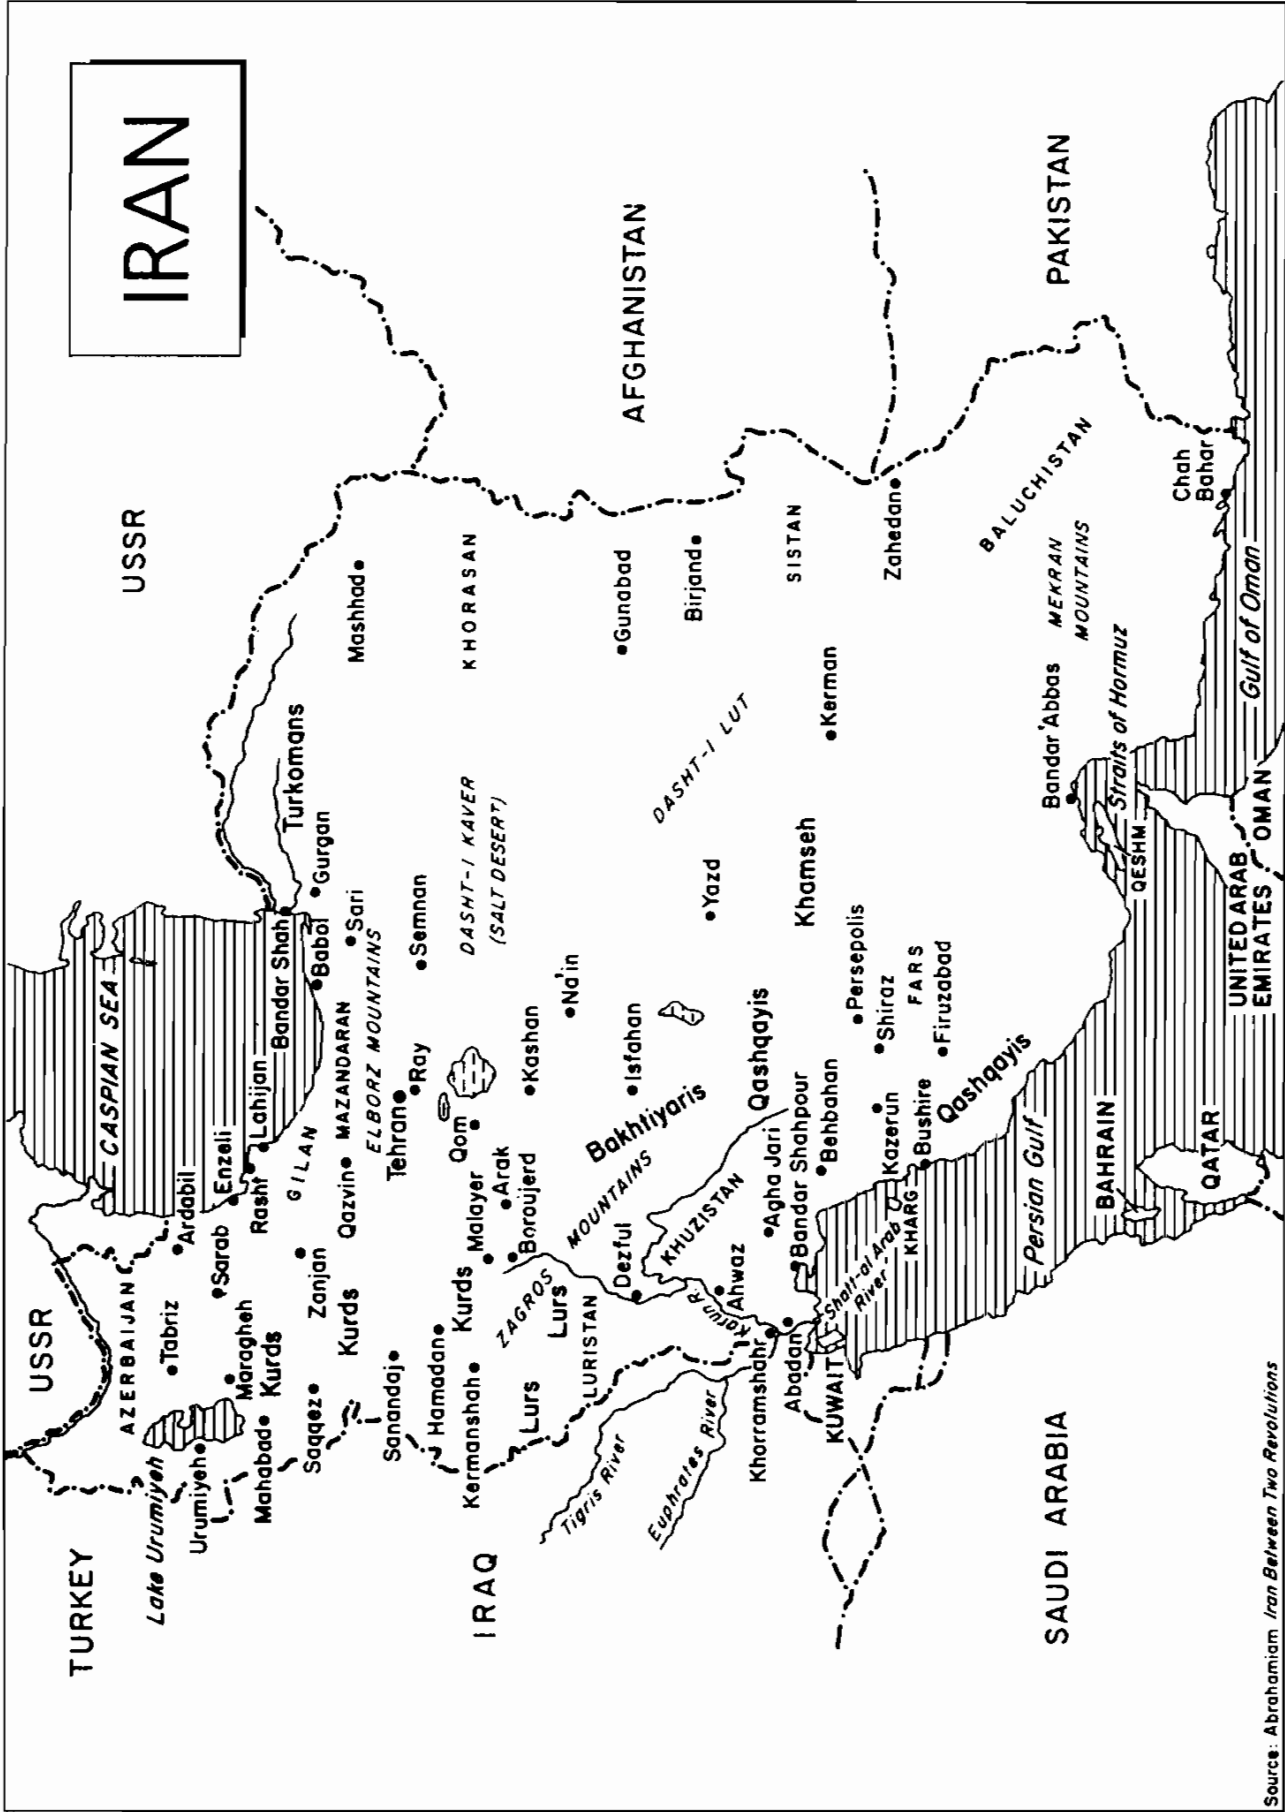 IRAN
USSR
USSR
TURKEY
CASPIAN SEA
AZERBAIJAN
Lake Urumiyeh
Tabriz
Ardabil
Urumiyeh
Sarab
Enzeli
Maragheh
Kurds
Mahabad
Rasht
Lahijan
Bandar Shah
Turkomans
GILAN
Saqqez
Zanjan
Babol
Gurgan
Kurds
Qazvin
MAZANDARAN
Sari
Mashhad
ELBORZ MOUNTAINS
Sanandaj
Tehran
Ray
Semnan
Hamadan
Kurds
Qom
Malayer
KHORASAN
DASHT-I KAVER
(SALT DESERT)
Kermanshah
IRAQ
Arak
Boroujerd
ZAGROS
MOUNTAINS
Lurs
Lurs
Kashan
Na'in
LURISTAN
Tigris River
Dezful
Bakhtiyaris
Isfahan
Gunabad
AFGHANISTAN
Euphrates River
KHUZISTAN
Karun R.
Ahwaz
Yazd
DASHT-I LUT
Birjand
Khorramshahr
Agha Jari
Qashqayis
Abadan
Bandar Shahpour
Khamseh
SISTAN
KUWAIT
Shatt-al Arab
River
Behbahan
Kerman
Persepolis
Kazerun
Shiraz
Zahedan
KHARG
Bushire
FARS
Firuzabad
Qashqayis
BALUCHISTAN
Persian Gulf
SAUDI ARABIA
Bandar 'Abbas
MEKRAN
MOUNTAINS
PAKISTAN
BAHRAIN
Straits of Hormuz
QESHM
Chah
Bahar
QATAR
UNITED ARAB
EMIRATES
OMAN
Gulf of Oman
Source: Abrahamiam Iran Between Two Revolutions